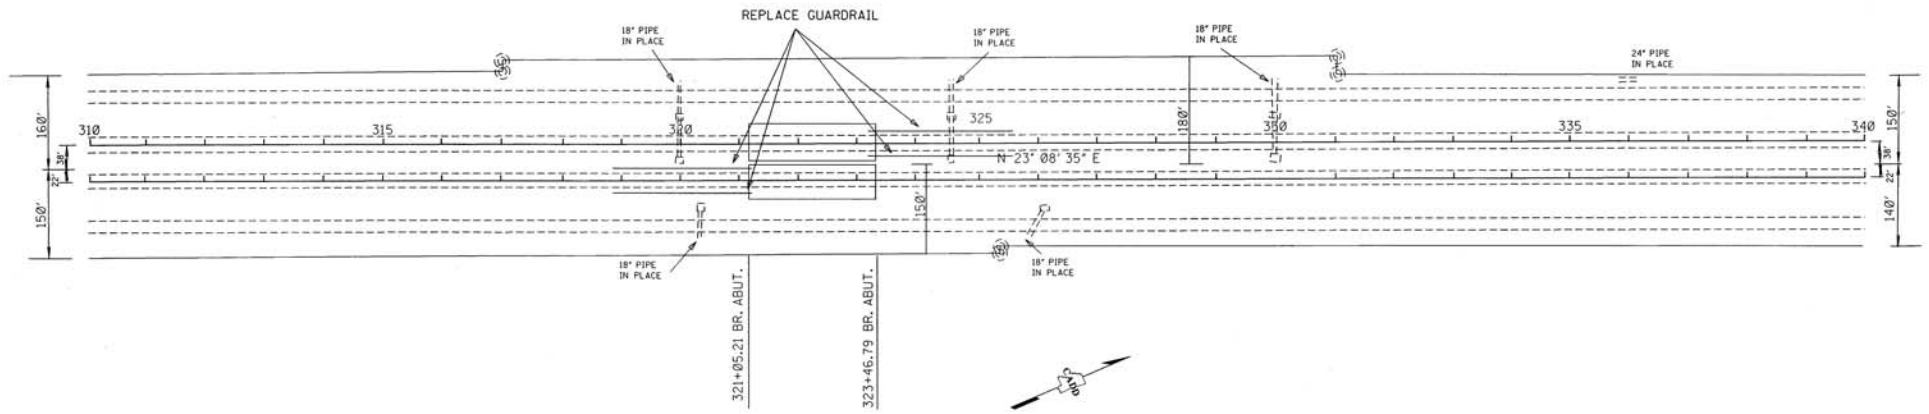 REPLACE GUARDRAIL
18" PIPE
IN PLACE
18" PIPE
IN PLACE
18" PIPE
IN PLACE
24" PIPE
IN PLACE
160'
38'
22'
150'
310
315
320
325
350
335
340
180'
N 23° 08' 35" E
150'
150'
38'
22'
140'
18" PIPE
IN PLACE
18" PIPE
IN PLACE
321+05.21 BR. ABUT.
323+46.79 BR. ABUT.
CADD